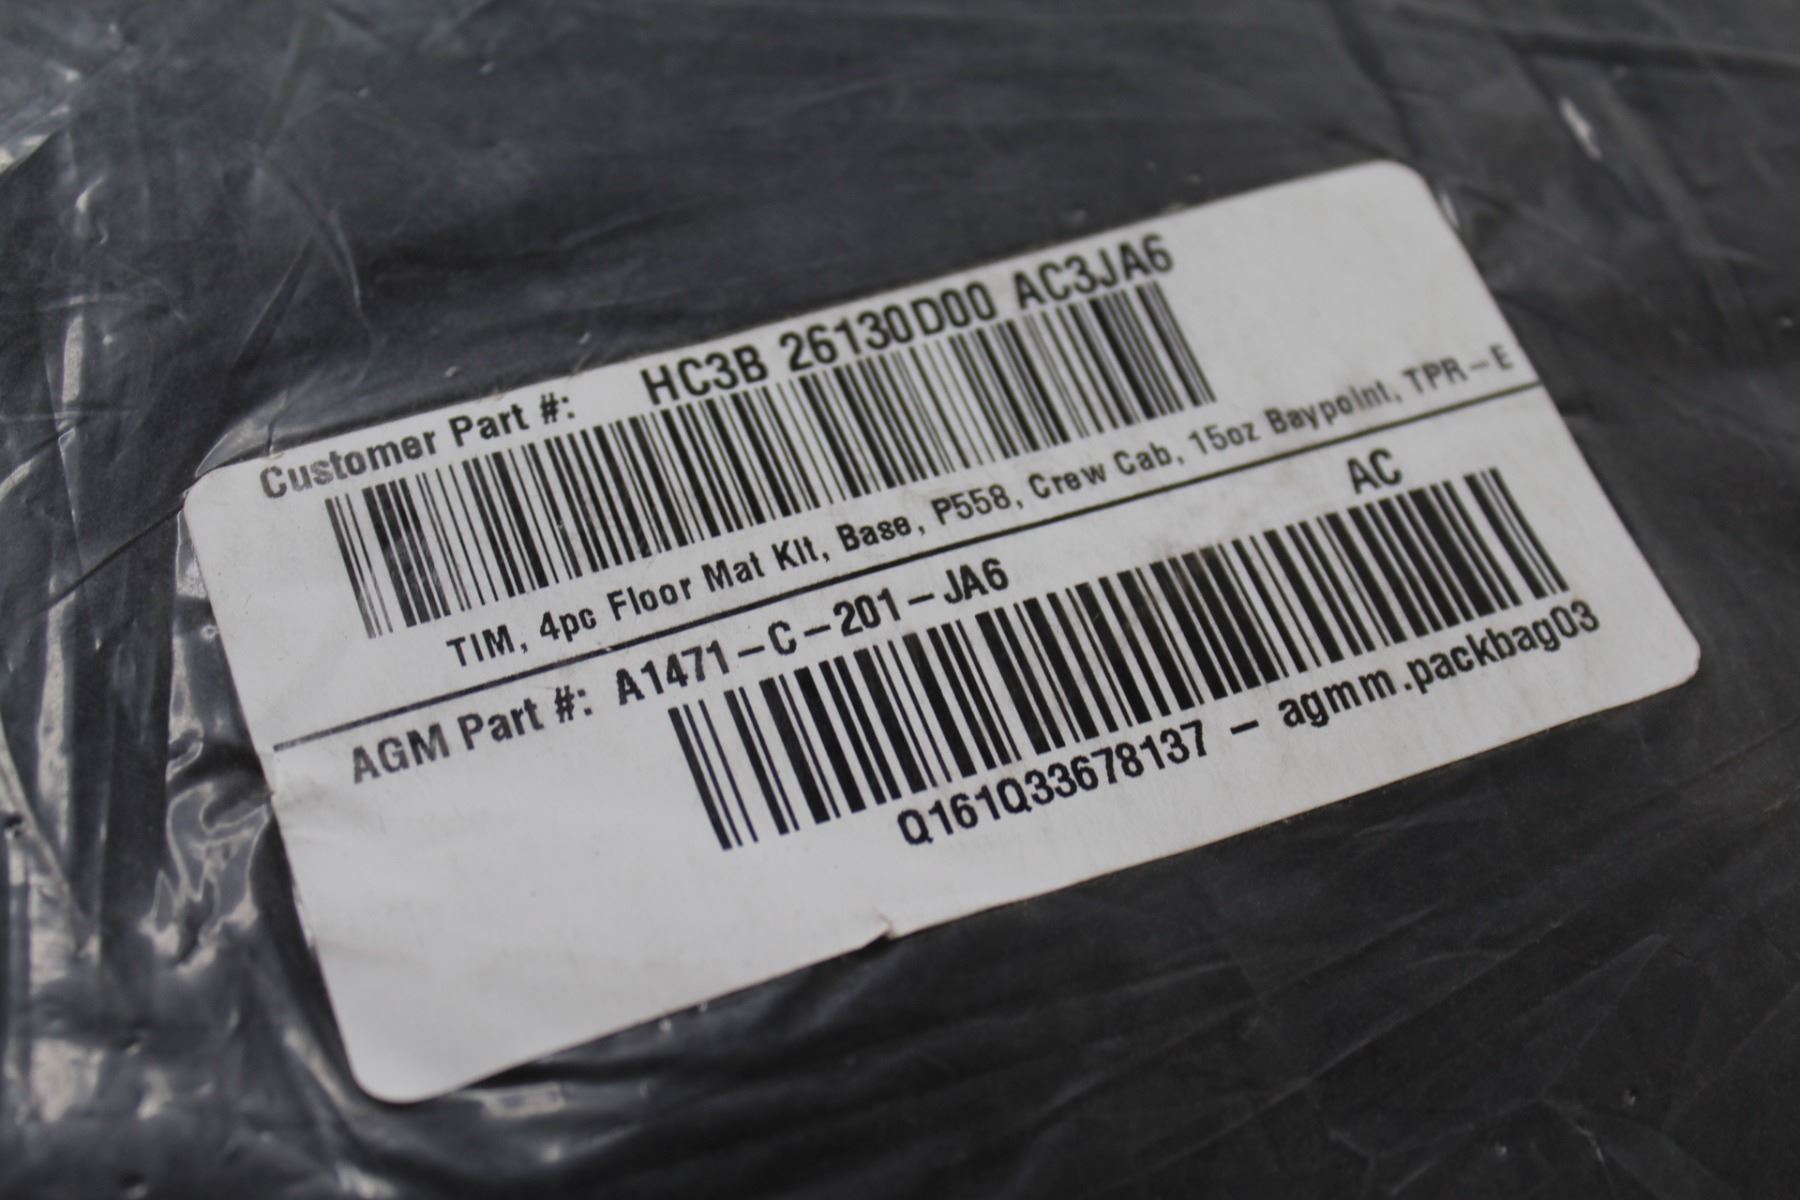 Customer Part #: HC3B 26130D00 AC3JA6
TIM, 4pc Floor Mat Kit, Base, P558, Crew Cab, 15oz Baypoint, TPR-E
AGM Part #: A1471-C-201-JA6 AC
Q161Q33678137 - agmm.packbag03